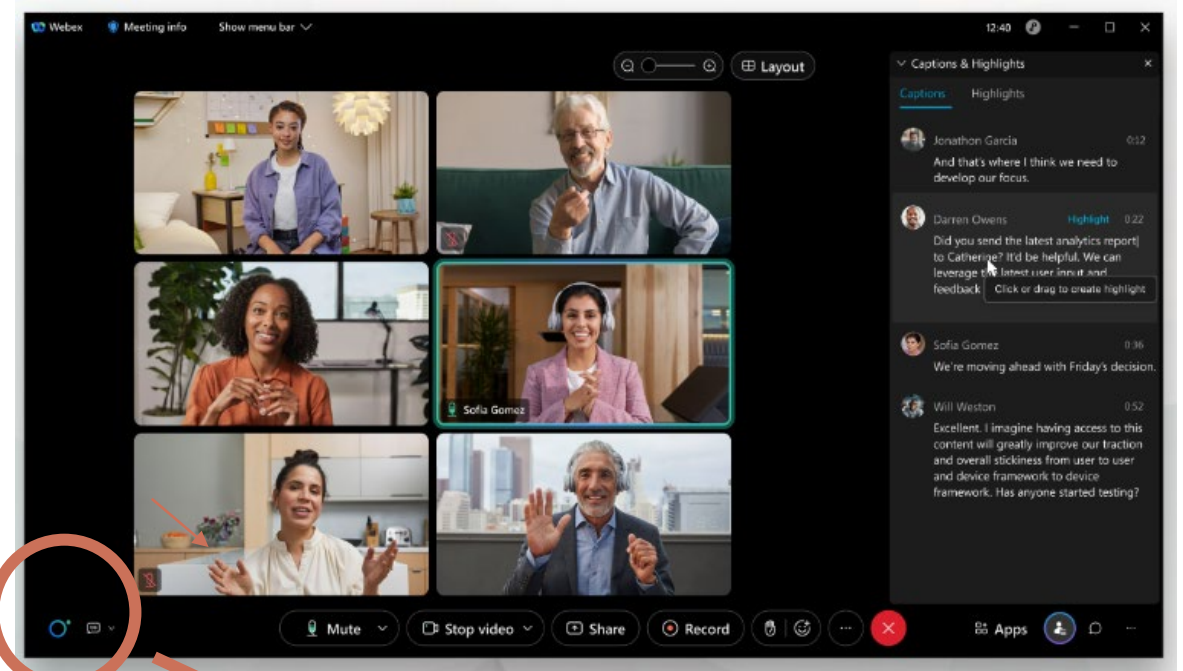 Webex
Meeting info
Show menu bar
12:40
Layout
Captions & Highlights
Captions
Highlights
Jonathon Garcia
0:12
And that's where I think we need to
develop our focus.
Darren Owens
Highlight
0:22
Did you send the latest analytics report
to Catherine? It'd be helpful. We can
leverage the latest user input and
feedback
Click or drag to create highlight
Sofia Gomez
0:36
We're moving ahead with Friday's decision.
Will Weston
0:52
Excellent. I imagine having access to this
content will greatly improve our traction
and overall stickiness from user to user
and device framework to device
framework. Has anyone started testing?
Sofia Gomez
Mute
Stop video
Share
Record
Apps